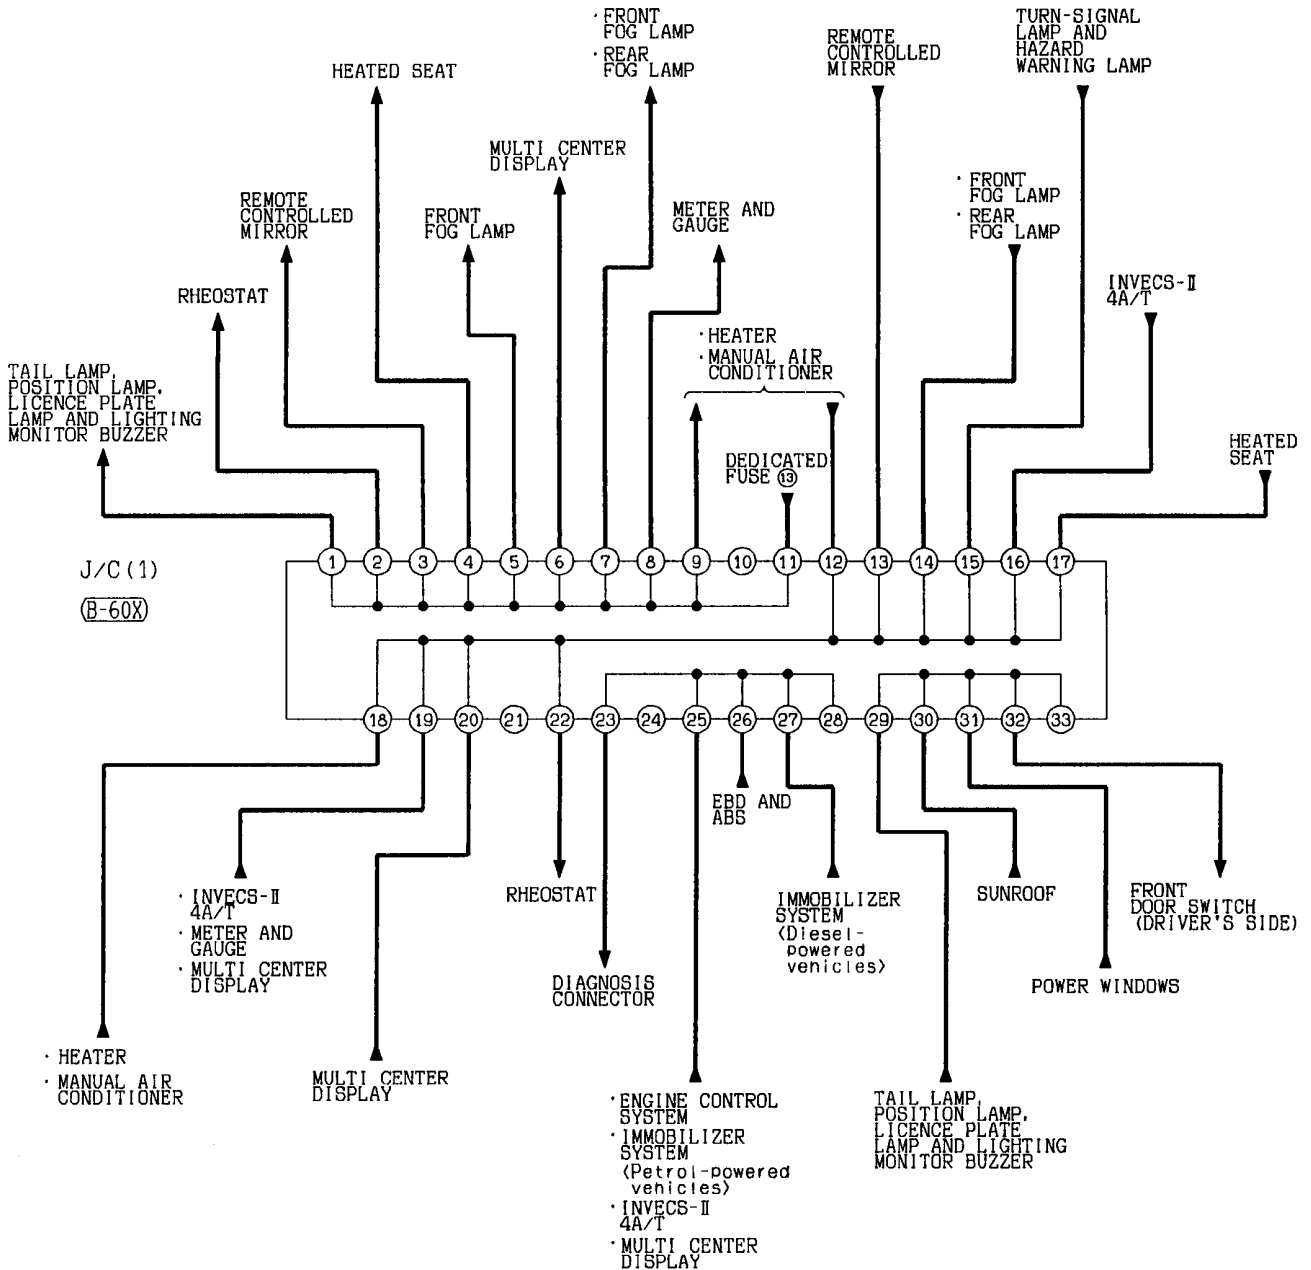 · FRONT
FOG LAMP
· REAR
FOG LAMP
TURN-SIGNAL
LAMP AND
HAZARD
WARNING LAMP
REMOTE
CONTROLLED
MIRROR
HEATED SEAT
MULTI CENTER
DISPLAY
· FRONT
FOG LAMP
· REAR
FOG LAMP
REMOTE
CONTROLLED
MIRROR
FRONT
FOG LAMP
METER AND
GAUGE
RHEOSTAT
INVECS-Ⅱ
4A/T
· HEATER
· MANUAL AIR
CONDITIONER
TAIL LAMP,
POSITION LAMP,
LICENCE PLATE
LAMP AND LIGHTING
MONITOR BUZZER
DEDICATED
FUSE ⑬
HEATED
SEAT
J/C(1)
B-60X
1 2 3 4 5 6 7 8 9 10 11 12 13 14 15 16 17
18 19 20 21 22 23 24 25 26 27 28 29 30 31 32 33
EBD AND
ABS
· INVECS-Ⅱ
4A/T
· METER AND
GAUGE
· MULTI CENTER
DISPLAY
RHEOSTAT
IMMOBILIZER
SYSTEM
<Diesel-
powered
vehicles>
SUNROOF
FRONT
DOOR SWITCH
(DRIVER'S SIDE)
DIAGNOSIS
CONNECTOR
POWER WINDOWS
· HEATER
· MANUAL AIR
CONDITIONER
MULTI CENTER
DISPLAY
· ENGINE CONTROL
SYSTEM
· IMMOBILIZER
SYSTEM
<Petrol-powered
vehicles>
· INVECS-Ⅱ
4A/T
· MULTI CENTER
DISPLAY
TAIL LAMP,
POSITION LAMP,
LICENCE PLATE
LAMP AND LIGHTING
MONITOR BUZZER